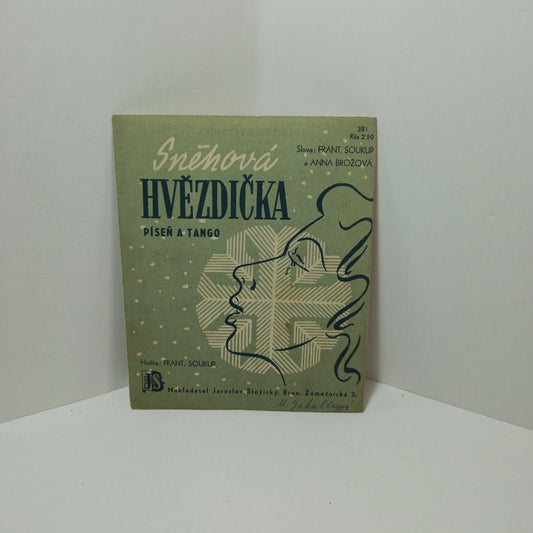 381
Kčs 2'50
Sněhová
Slova: FRANT. SOUKUP
a ANNA BROŽOVÁ
HVĚZDIČKA
PÍSEŇ A TANGO
Hudba: FRANT. SOUKUP
JS
Nakladatel Jaroslav Stožický, Brno, Zámečnická 2.
M.